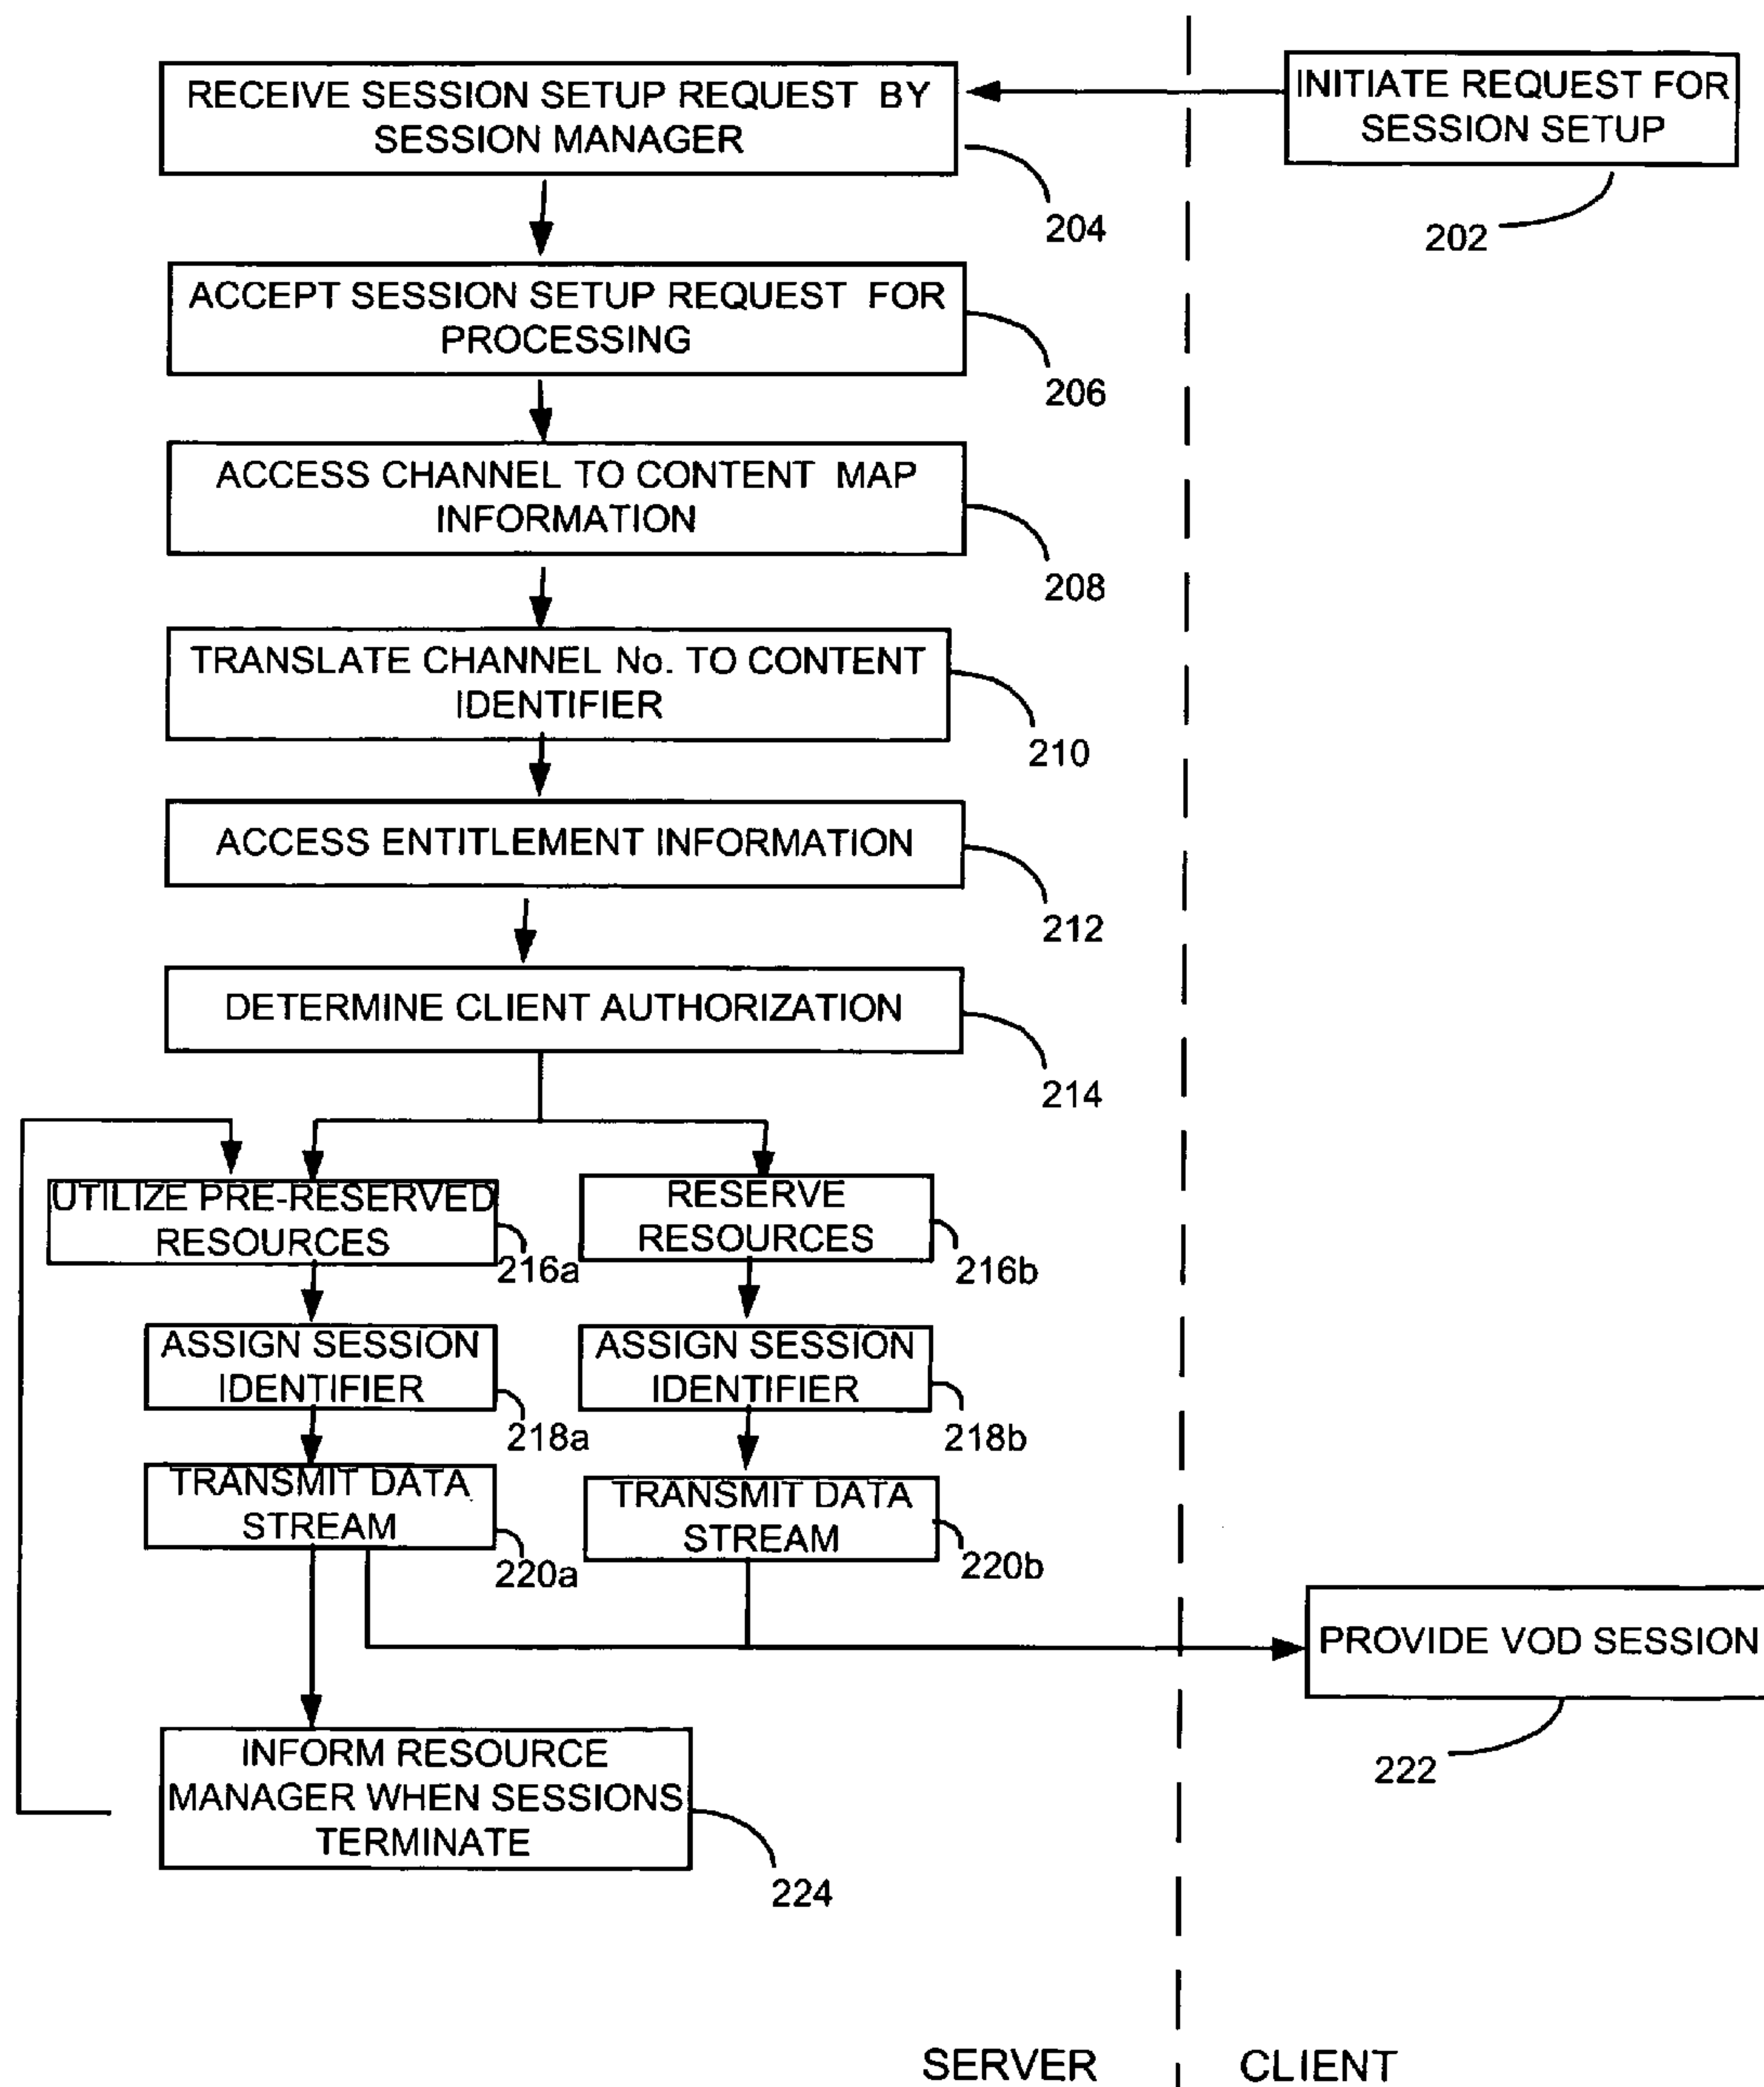 RECEIVE SESSION SETUP REQUEST BY
SESSION MANAGER
204
INITIATE REQUEST FOR
SESSION SETUP
202
ACCEPT SESSION SETUP REQUEST FOR
PROCESSING
206
ACCESS CHANNEL TO CONTENT MAP
INFORMATION
208
TRANSLATE CHANNEL No. TO CONTENT
IDENTIFIER
210
ACCESS ENTITLEMENT INFORMATION
212
DETERMINE CLIENT AUTHORIZATION
214
UTILIZE PRE-RESERVED
RESOURCES
216a
RESERVE
RESOURCES
216b
ASSIGN SESSION
IDENTIFIER
218a
ASSIGN SESSION
IDENTIFIER
218b
TRANSMIT DATA
STREAM
220a
TRANSMIT DATA
STREAM
220b
PROVIDE VOD SESSION
222
INFORM RESOURCE
MANAGER WHEN SESSIONS
TERMINATE
224
SERVER
CLIENT